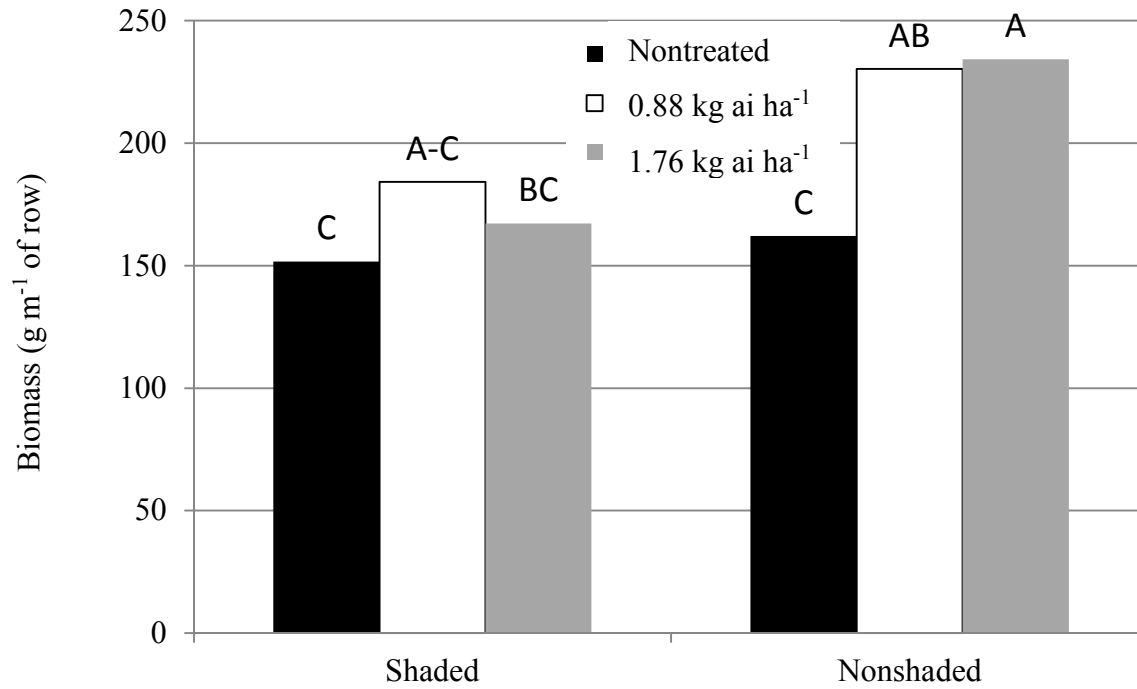 Biomass (g m-1 of row)
250
200
150
100
50
0
Nontreated
0.88 kg ai ha-1
1.76 kg ai ha-1
C
A-C
BC
C
AB
A
Shaded
Nonshaded